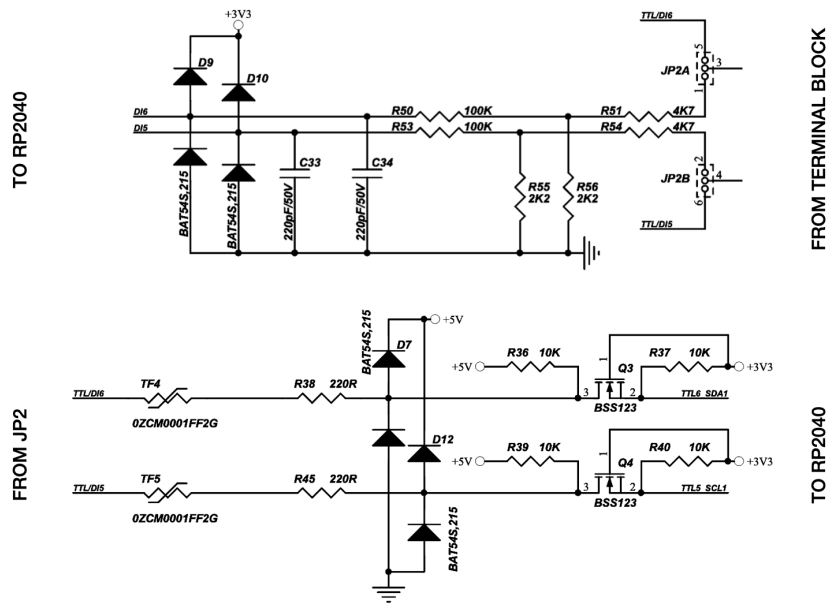 +3V3
TTL/DI6
D9
D10
5
JP2A
3
1
DI6
R50
100K
R51
4K7
DI5
R53
100K
R54
4K7
C33
C34
2
JP2B
4
6
R55
2K2
R56
2K2
BAT54S,215
BAT54S,215
220pF/50V
220pF/50V
TTL/DI5
TO RP2040
FROM TERMINAL BLOCK
BAT54S,215
D7
+5V
+5V
R36 10K
1
Q3
R37 10K
+3V3
TTL/DI6
TF4
R38 220R
3
2
TTL6_SDA1
0ZCM0001FF2G
BSS123
D12
+5V
R39 10K
1
Q4
R40 10K
+3V3
TTL/DI5
TF5
R45 220R
3
2
TTL5_SCL1
0ZCM0001FF2G
BSS123
BAT54S,215
FROM JP2
TO RP2040